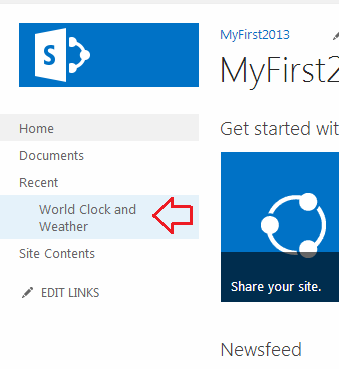 S
MyFirst2013
MyFirst2
Home
Get started wit
Documents
Recent
World Clock and
Weather
Site Contents
EDIT LINKS
Share your site.
Newsfeed